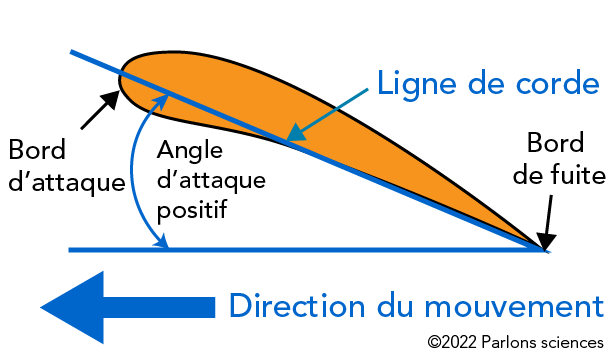 Ligne de corde
Bord
d’attaque
Angle
d’attaque
positif
Bord
de fuite
Direction du mouvement
©2022 Parlons sciences